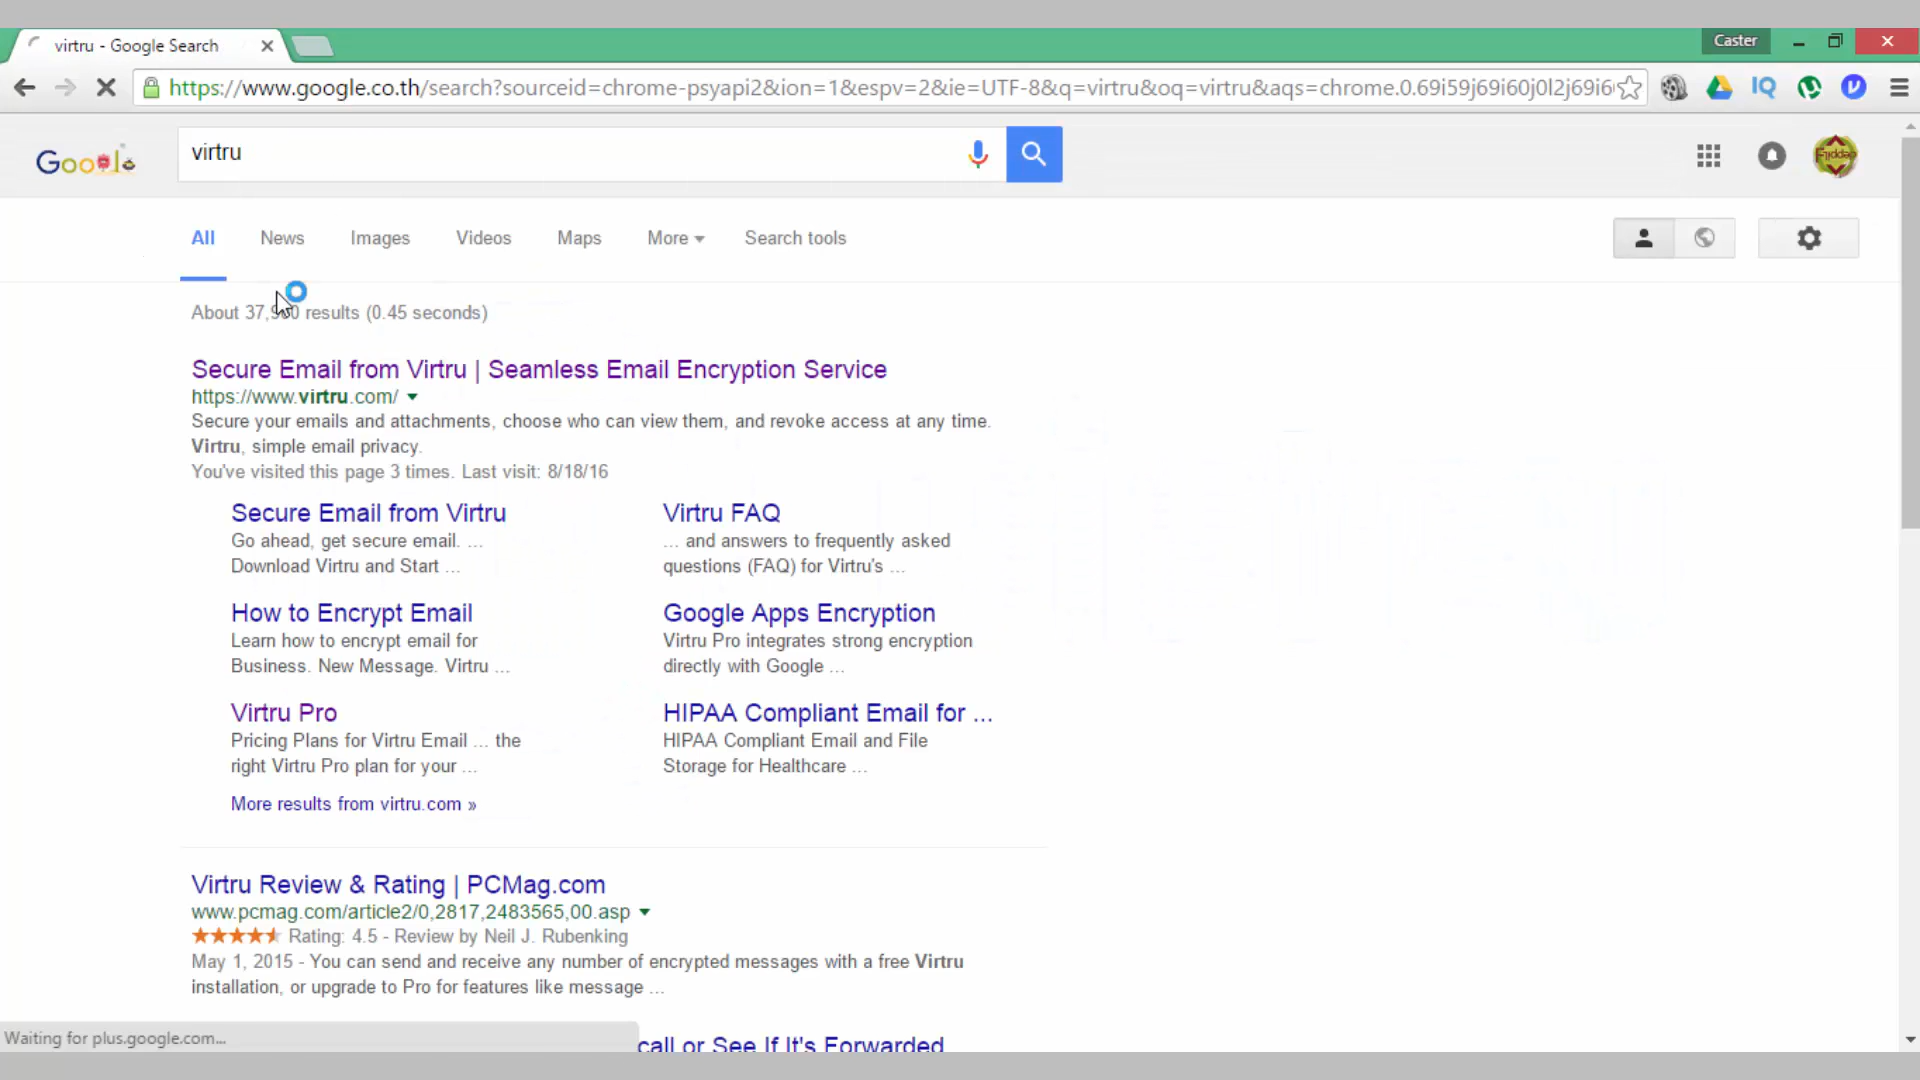 virtru - Google Search
Caster
https://www.google.co.th/search?sourceid=chrome-psyapi2&ion=1&espv=2&ie=UTF-8&q=virtru&oq=virtru&aqs=chrome.0.69i59j69i60j0l2j69i6
IQ
Google
virtru
Fliddep
All News Images Videos Maps More Search tools
About results (0.45 seconds)
Secure Email from Virtru | Seamless Email Encryption Service
https://www.virtru.com/
Secure your emails and attachments, choose who can view them, and revoke access at any time.
Virtru, simple email privacy.
You've visited this page 3 times. Last visit: 8/18/16
Secure Email from Virtru
Go ahead, get secure email. ...
Download Virtru and Start ...
Virtru FAQ
... and answers to frequently asked
questions (FAQ) for Virtru's ...
How to Encrypt Email
Learn how to encrypt email for
Business. New Message. Virtru ...
Google Apps Encryption
Virtru Pro integrates strong encryption
directly with Google ...
Virtru Pro
Pricing Plans for Virtru Email ... the
right Virtru Pro plan for your ...
HIPAA Compliant Email for ...
HIPAA Compliant Email and File
Storage for Healthcare ...
More results from virtru.com »
Virtru Review & Rating | PCMag.com
www.pcmag.com/article2/0,2817,2483565,00.asp
Rating: 4.5 - Review by Neil J. Rubenking
May 1, 2015 - You can send and receive any number of encrypted messages with a free Virtru
installation, or upgrade to Pro for features like message ...
call or See If It's Forwarded
Waiting for plus.google.com...